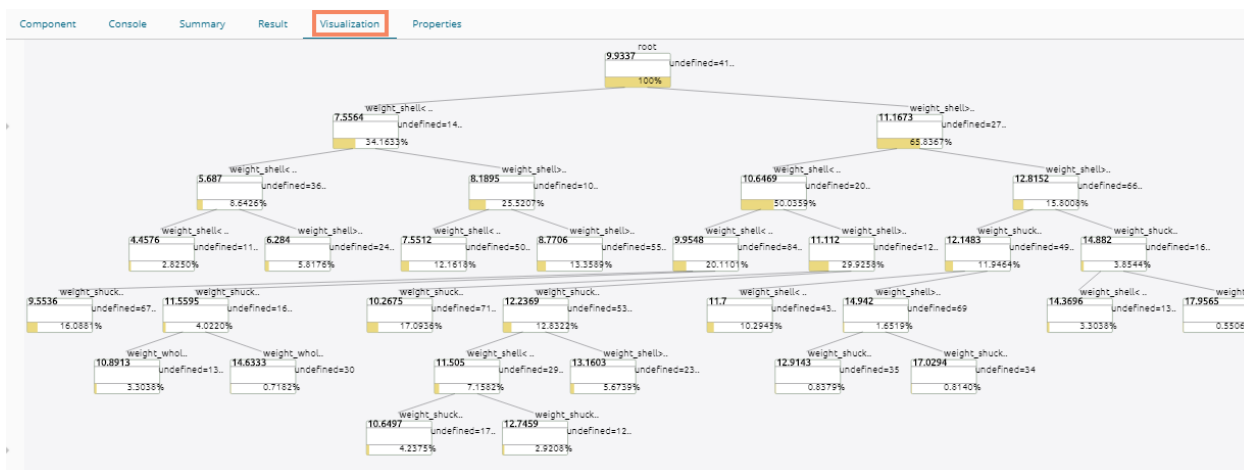 Component Console Summary Result Visualization Properties
root
9.9337 undefined=41..
100%
weight_shell< .. weight_shell>..
7.5564 undefined=14.. 11.1673 undefined=27..
34.1633% 65.8367%
weight_shell< .. weight_shell>.. weight_shell< .. weight_shell>..
5.687 undefined=36.. 8.1895 undefined=10.. 10.6469 undefined=20.. 12.8152 undefined=66..
8.6426% 25.5207% 50.0359% 15.8008%
weight_shell< .. weight_shell>.. weight_shell< .. weight_shell>.. weight_shell< .. weight_shell>.. weight_shuck.. weight_shuck..
4.4576 undefined=11.. 6.284 undefined=24.. 7.5512 undefined=50.. 8.7706 undefined=55.. 9.9548 undefined=84.. 11.112 undefined=12.. 12.1483 undefined=49.. 14.882 undefined=16..
2.8250% 5.8176% 12.1618% 13.3589% 20.1101% 29.9258% 11.9464% 3.8544%
weight_shuck.. weight_shuck.. weight_shuck.. weight_shuck.. weight_shell< .. weight_shell>.. weight_shell< .. weight
9.5536 undefined=67.. 11.5595 undefined=16.. 10.2675 undefined=71.. 12.2369 undefined=53.. 11.7 undefined=43.. 14.942 undefined=69 14.3696 undefined=13.. 17.9565
16.0881% 4.0220% 17.0936% 12.8322% 10.2945% 1.6519% 3.3038% 0.5506
weight_whol.. weight_whol.. weight_shell< .. weight_shell>.. weight_shuck.. weight_shuck..
10.8913 undefined=13.. 14.6333 undefined=30 11.505 undefined=29.. 13.1603 undefined=23.. 12.9143 undefined=35 17.0294 undefined=34
3.3038% 0.7182% 7.1582% 5.6739% 0.8379% 0.8140%
weight_shuck.. weight_shuck..
10.6497 undefined=17.. 12.7459 undefined=12..
4.2375% 2.9208%